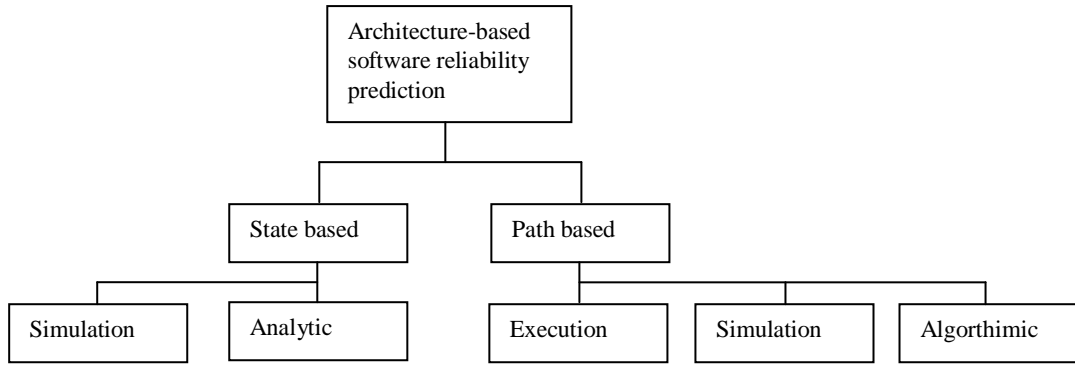 Architecture-based
software reliability
prediction
State based
Path based
Simulation
Analytic
Execution
Simulation
Algorthimic